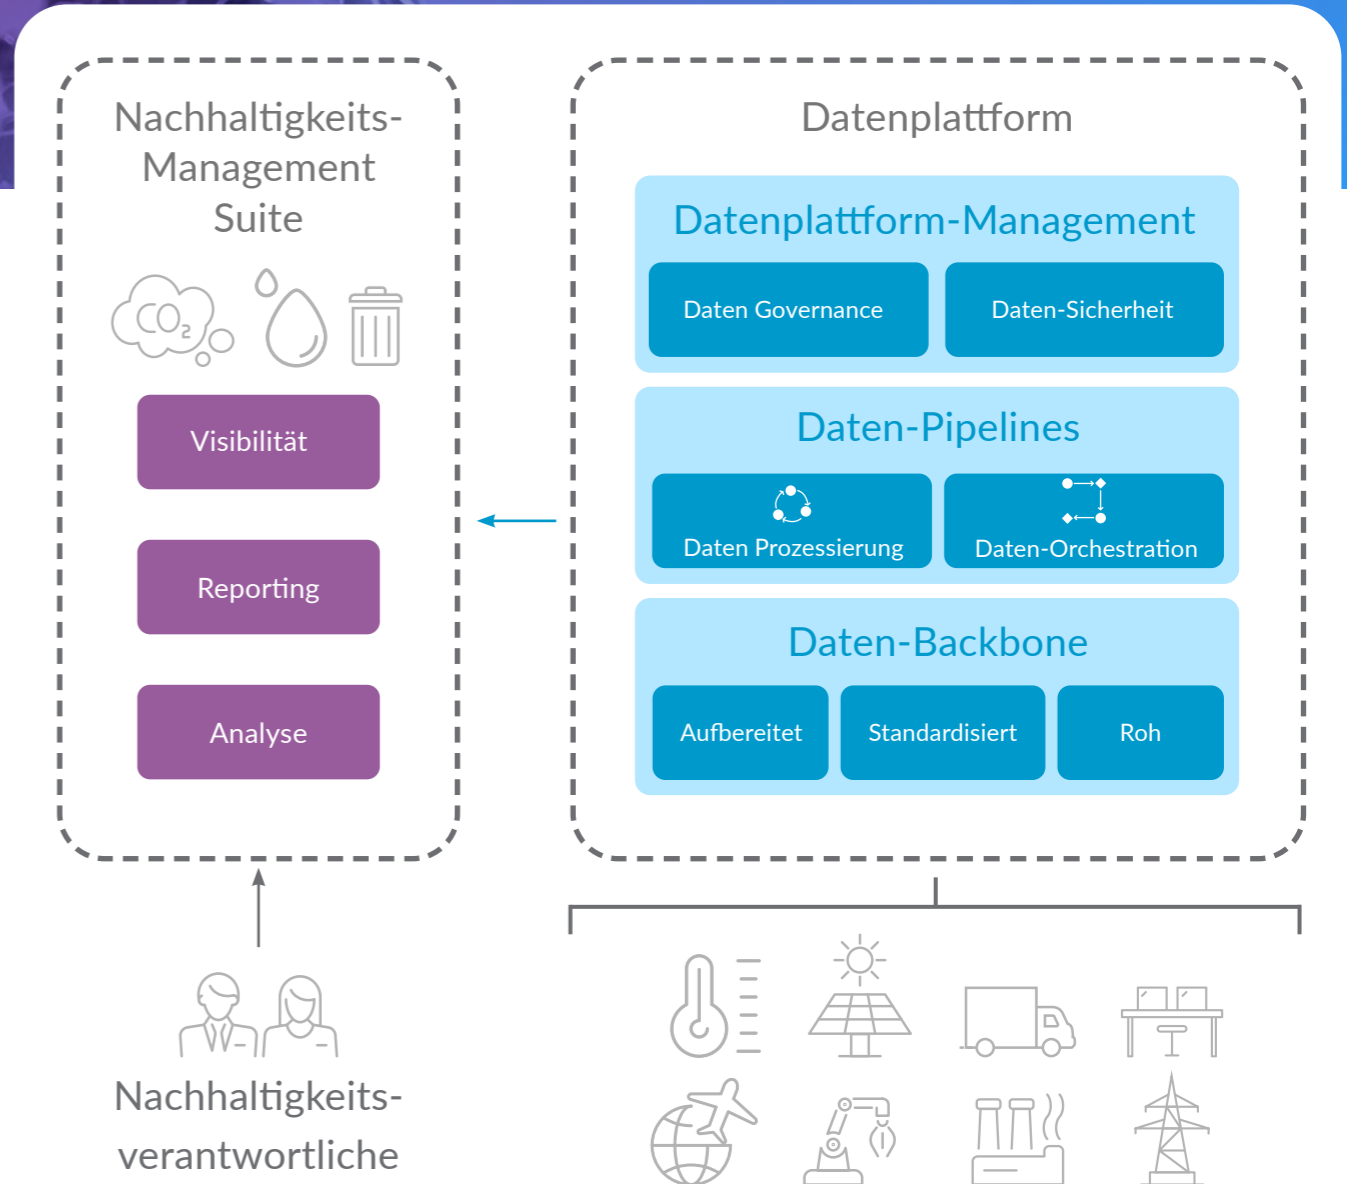 Nachhaltigkeits-
Management
Suite
CO2
Visibilität
Reporting
Analyse
Nachhaltigkeits-
verantwortliche
Datenplattform
Datenplattform-Management
Daten Governance
Daten-Sicherheit
Daten-Pipelines
Daten Prozessierung
Daten-Orchestration
Daten-Backbone
Aufbereitet
Standardisiert
Roh